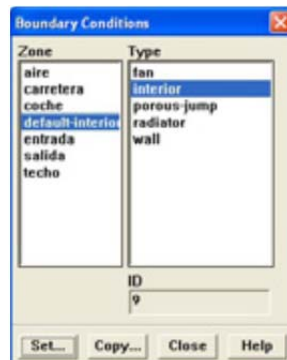 Boundary Conditions
Zone
aire
carretera
coche
default-interior
entrada
salida
techo
Type
fan
interior
porous-jump
radiator
wall
ID
9
Set... Copy... Close Help